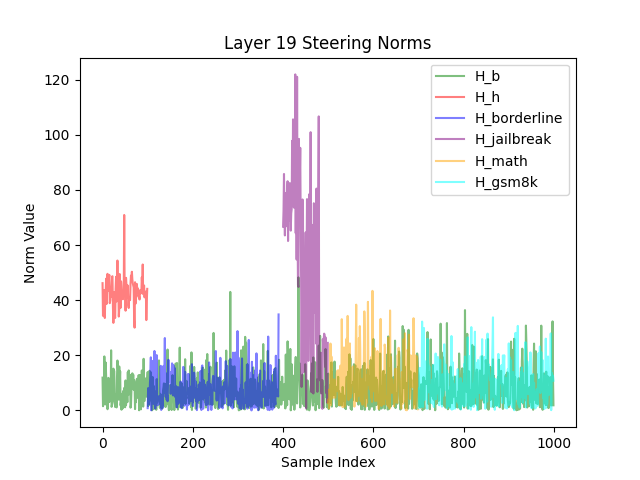 Layer 19 Steering Norms
120
100
80
60
40
20
0
Norm Value
H_b
H_h
H_borderline
H_jailbreak
H_math
H_gsm8k
0
200
400
600
800
1000
Sample Index